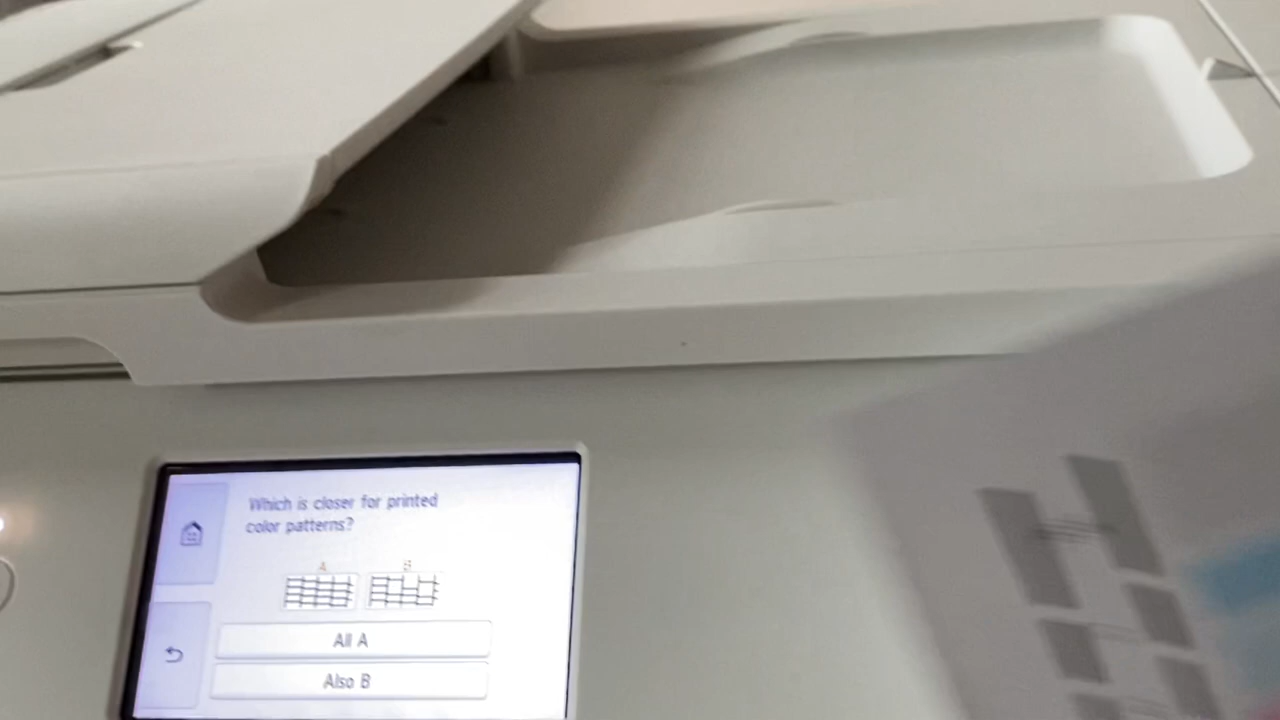 Which is closer for printed
color patterns?
A B
All A
Also B